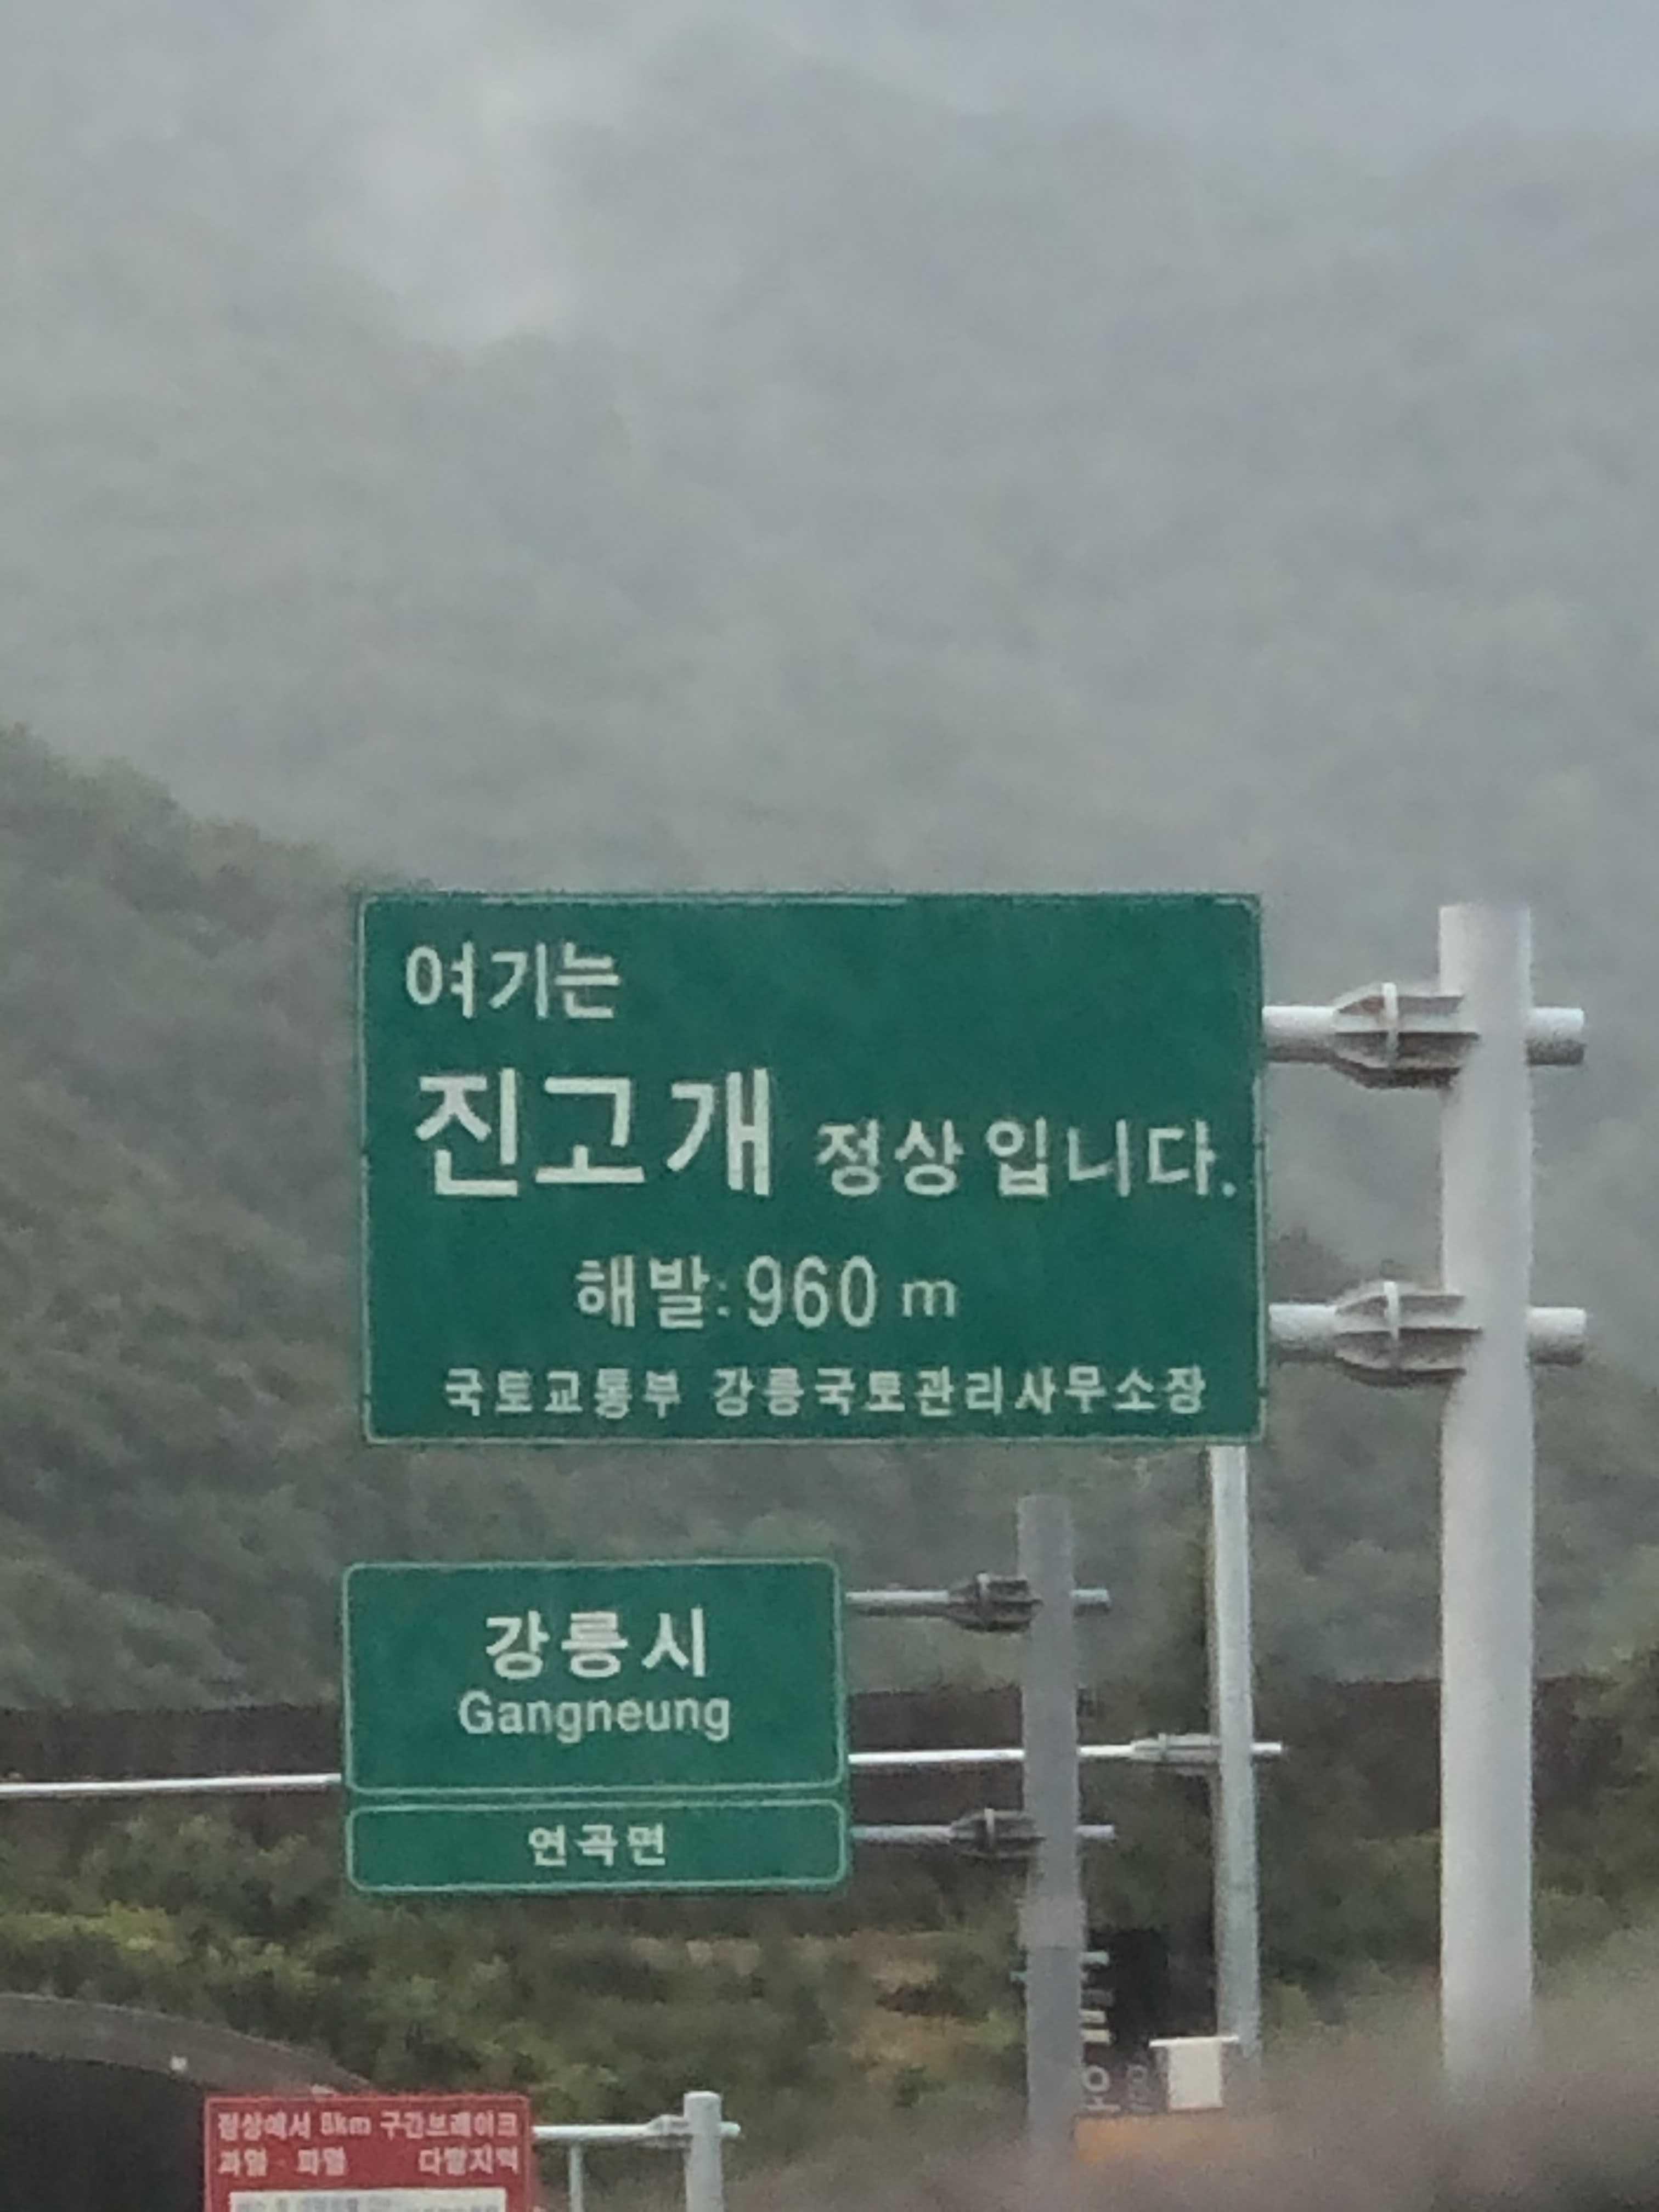 여기는
진고개 정상 입니다.
해발: 960 m
국토교통부 강릉국토관리사무소장
강릉시
Gangneung
연곡면
정상에서 8km 구간브레이크
과열 · 파열 다발지역